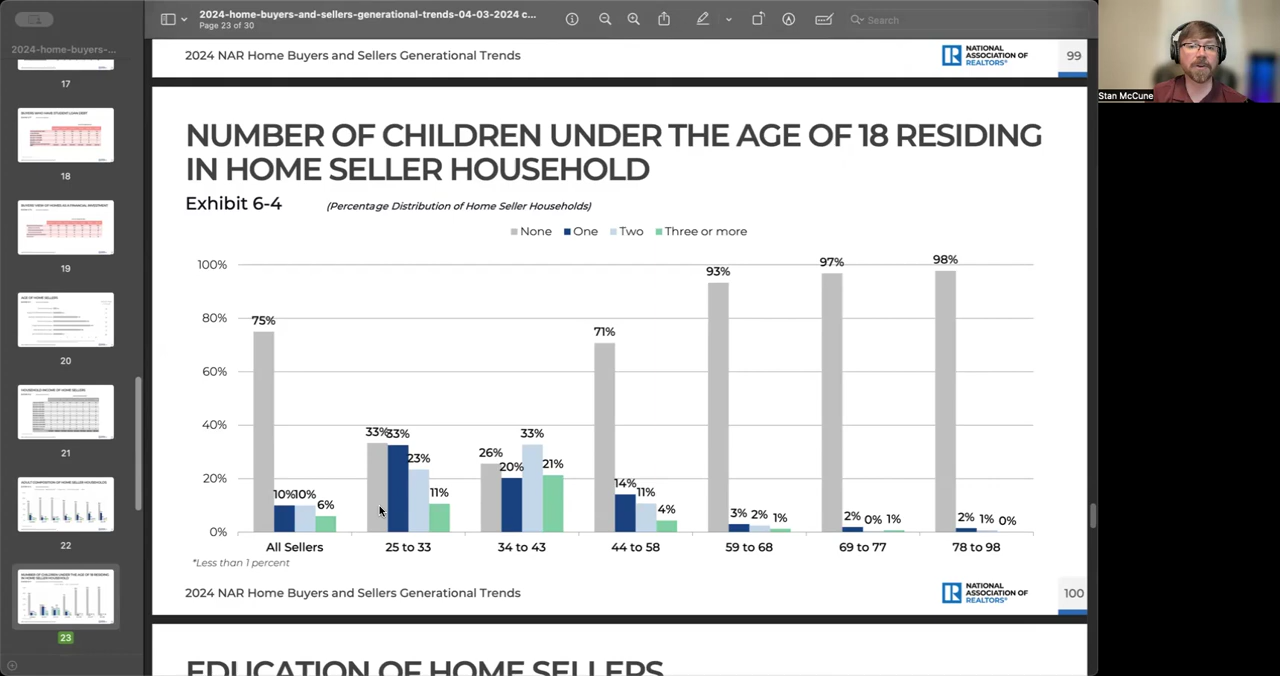 2024-home-buyers-and-sellers-generational-trends-04-03-2024 c...
Page 23 of 30
Search
2024-home-buyers-...
17
18
19
20
21
22
23
2024 NAR Home Buyers and Sellers Generational Trends
NATIONAL
ASSOCIATION OF
REALTORS®
99
NUMBER OF CHILDREN UNDER THE AGE OF 18 RESIDING
IN HOME SELLER HOUSEHOLD
Exhibit 6-4
(Percentage Distribution of Home Seller Households)
None One Two Three or more
100%
80%
60%
40%
20%
0%
75% 10% 10% 6%
33% 33% 23% 11%
26% 20% 33% 21%
71% 14% 11% 4%
93% 3% 2% 1%
97% 2% 0% 1%
98% 2% 1% 0%
All Sellers 25 to 33 34 to 43 44 to 58 59 to 68 69 to 77 78 to 98
*Less than 1 percent
2024 NAR Home Buyers and Sellers Generational Trends
NATIONAL
ASSOCIATION OF
REALTORS®
100
EDUCATION OF HOME SELLERS
Stan McCune